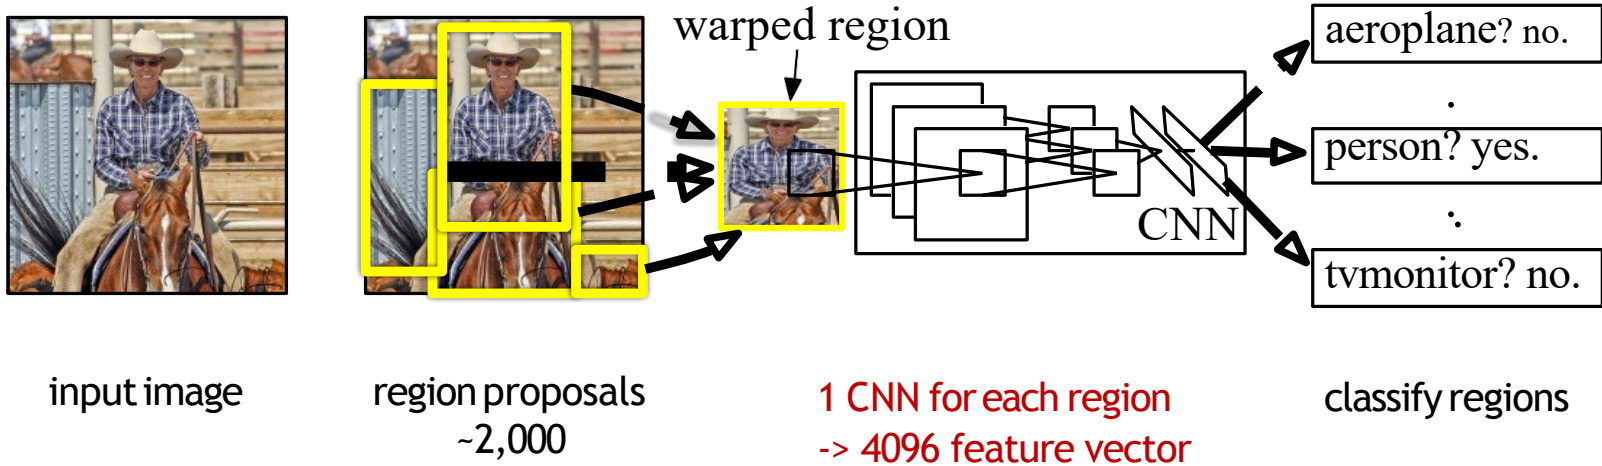 warped region
aeroplane? no.
.
person? yes.
:.
CNN
tvmonitor? no.
input image
region proposals
~2,000
1 CNN for each region
-> 4096 feature vector
classify regions